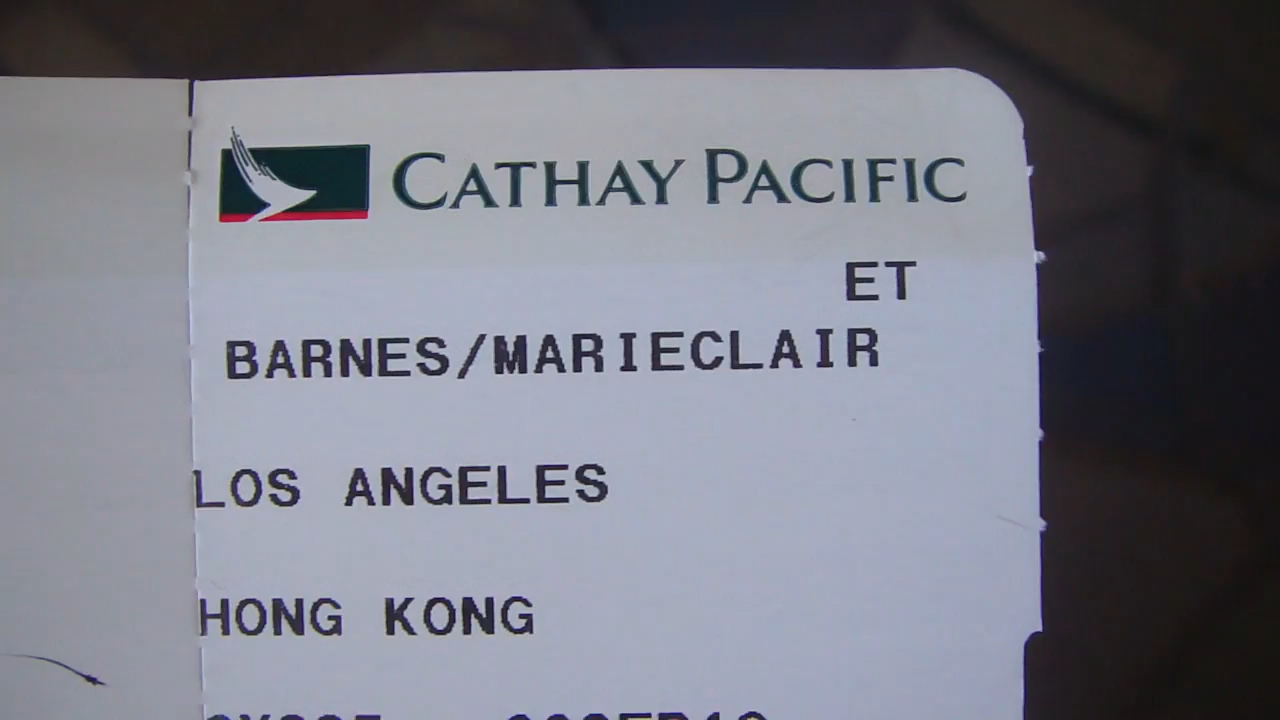 CATHAY PACIFIC
ET
BARNES/MARIECLAIR
LOS ANGELES
HONG KONG